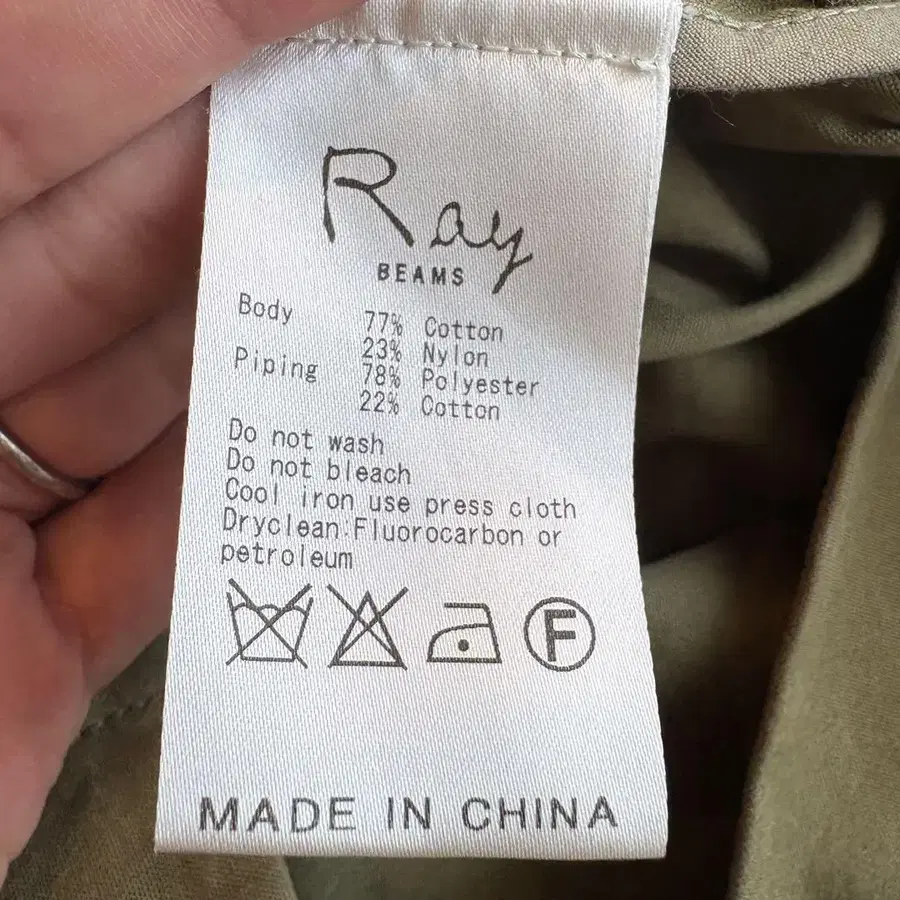 Ray
BEAMS
Body 77% Cotton
23% Nylon
Piping 78% Polyester
22% Cotton
Do not wash
Do not bleach
Cool iron use press cloth
Dryclean:Fluorocarbon or
petroleum
F
MADE IN CHINA